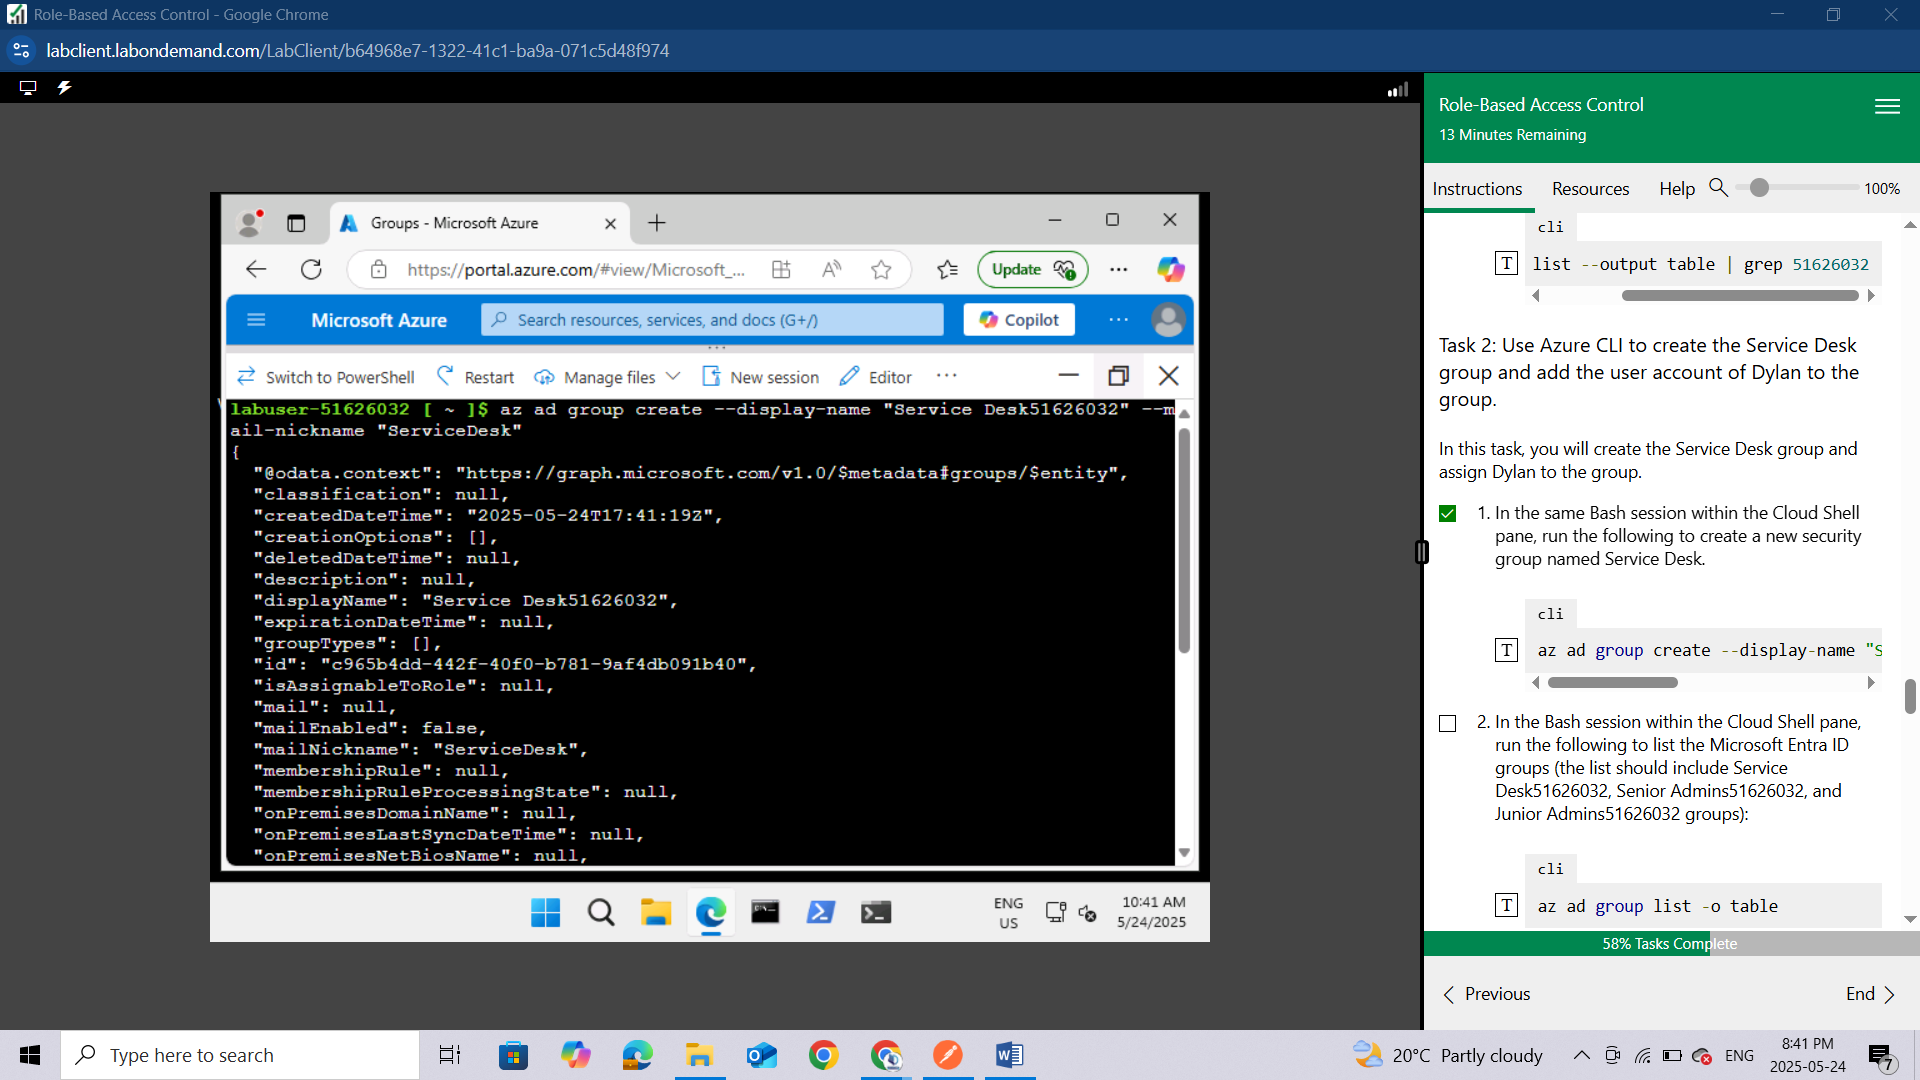 Role-Based Access Control - Google Chrome
labclient.labondemand.com/LabClient/b64968e7-1322-41c1-ba9a-071c5d48f974
Groups - Microsoft Azure
https://portal.azure.com/#view/Microsoft_...
Update
Microsoft Azure
Search resources, services, and docs (G+/)
Copilot
Switch to PowerShell
Restart
Manage files
New session
Editor
labuser-51626032 [ ~ ]$ az ad group create --display-name "Service Desk51626032" --m
ail-nickname "ServiceDesk"
{
"@odata.context": "https://graph.microsoft.com/v1.0/$metadata#groups/$entity",
"classification": null,
"createdDateTime": "2025-05-24T17:41:19Z",
"creationOptions": [],
"deletedDateTime": null,
"description": null,
"displayName": "Service Desk51626032",
"expirationDateTime": null,
"groupTypes": [],
"id": "c965b4dd-442f-40f0-b781-9af4db091b40",
"isAssignableToRole": null,
"mail": null,
"mailEnabled": false,
"mailNickname": "ServiceDesk",
"membershipRule": null,
"membershipRuleProcessingState": null,
"onPremisesDomainName": null,
"onPremisesLastSyncDateTime": null,
"onPremisesNetBiosName": null,
ENG
US
10:41 AM
5/24/2025
Role-Based Access Control
13 Minutes Remaining
Instructions
Resources
Help
100%
cli
T
list --output table | grep 51626032
Task 2: Use Azure CLI to create the Service Desk
group and add the user account of Dylan to the
group.
In this task, you will create the Service Desk group and
assign Dylan to the group.
1. In the same Bash session within the Cloud Shell
pane, run the following to create a new security
group named Service Desk.
cli
T
az ad group create --display-name "S
2. In the Bash session within the Cloud Shell pane,
run the following to list the Microsoft Entra ID
groups (the list should include Service
Desk51626032, Senior Admins51626032, and
Junior Admins51626032 groups):
cli
T
az ad group list -o table
58% Tasks Complete
Previous
End
Type here to search
20°C Partly cloudy
ENG
8:41 PM
2025-05-24
7